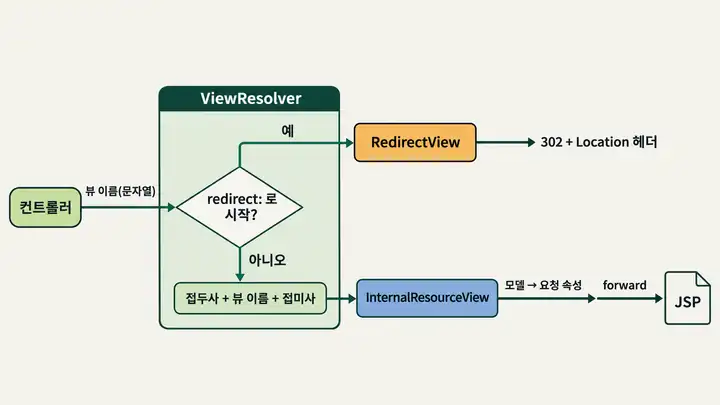 ViewResolver
예
RedirectView
302 + Location 헤더
뷰 이름(문자열)
컨트롤러
redirect: 로
시작?
아니오
접두사 + 뷰 이름 + 접미사
InternalResourceView
모델 → 요청 속성
forward
JSP